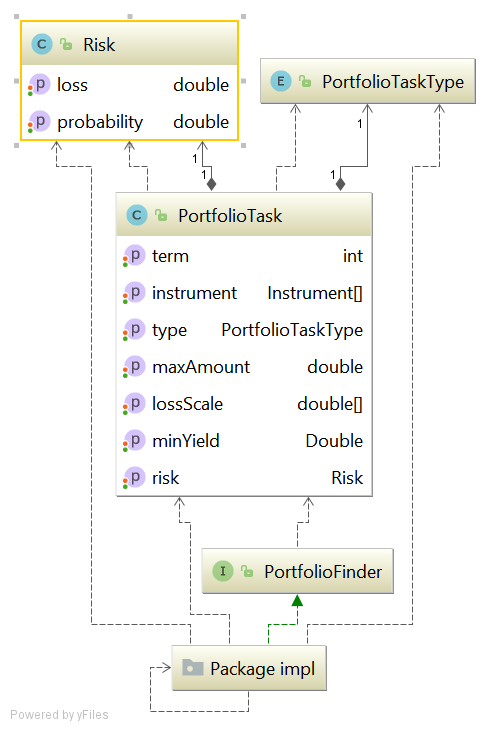 C Risk
p loss double
p probability double
E PortfolioTaskType
1
1
1
1
C PortfolioTask
p term int
p instrument Instrument[]
p type PortfolioTaskType
p maxAmount double
p lossScale double[]
p minYield Double
p risk Risk
I PortfolioFinder
Package impl
Powered by yFiles